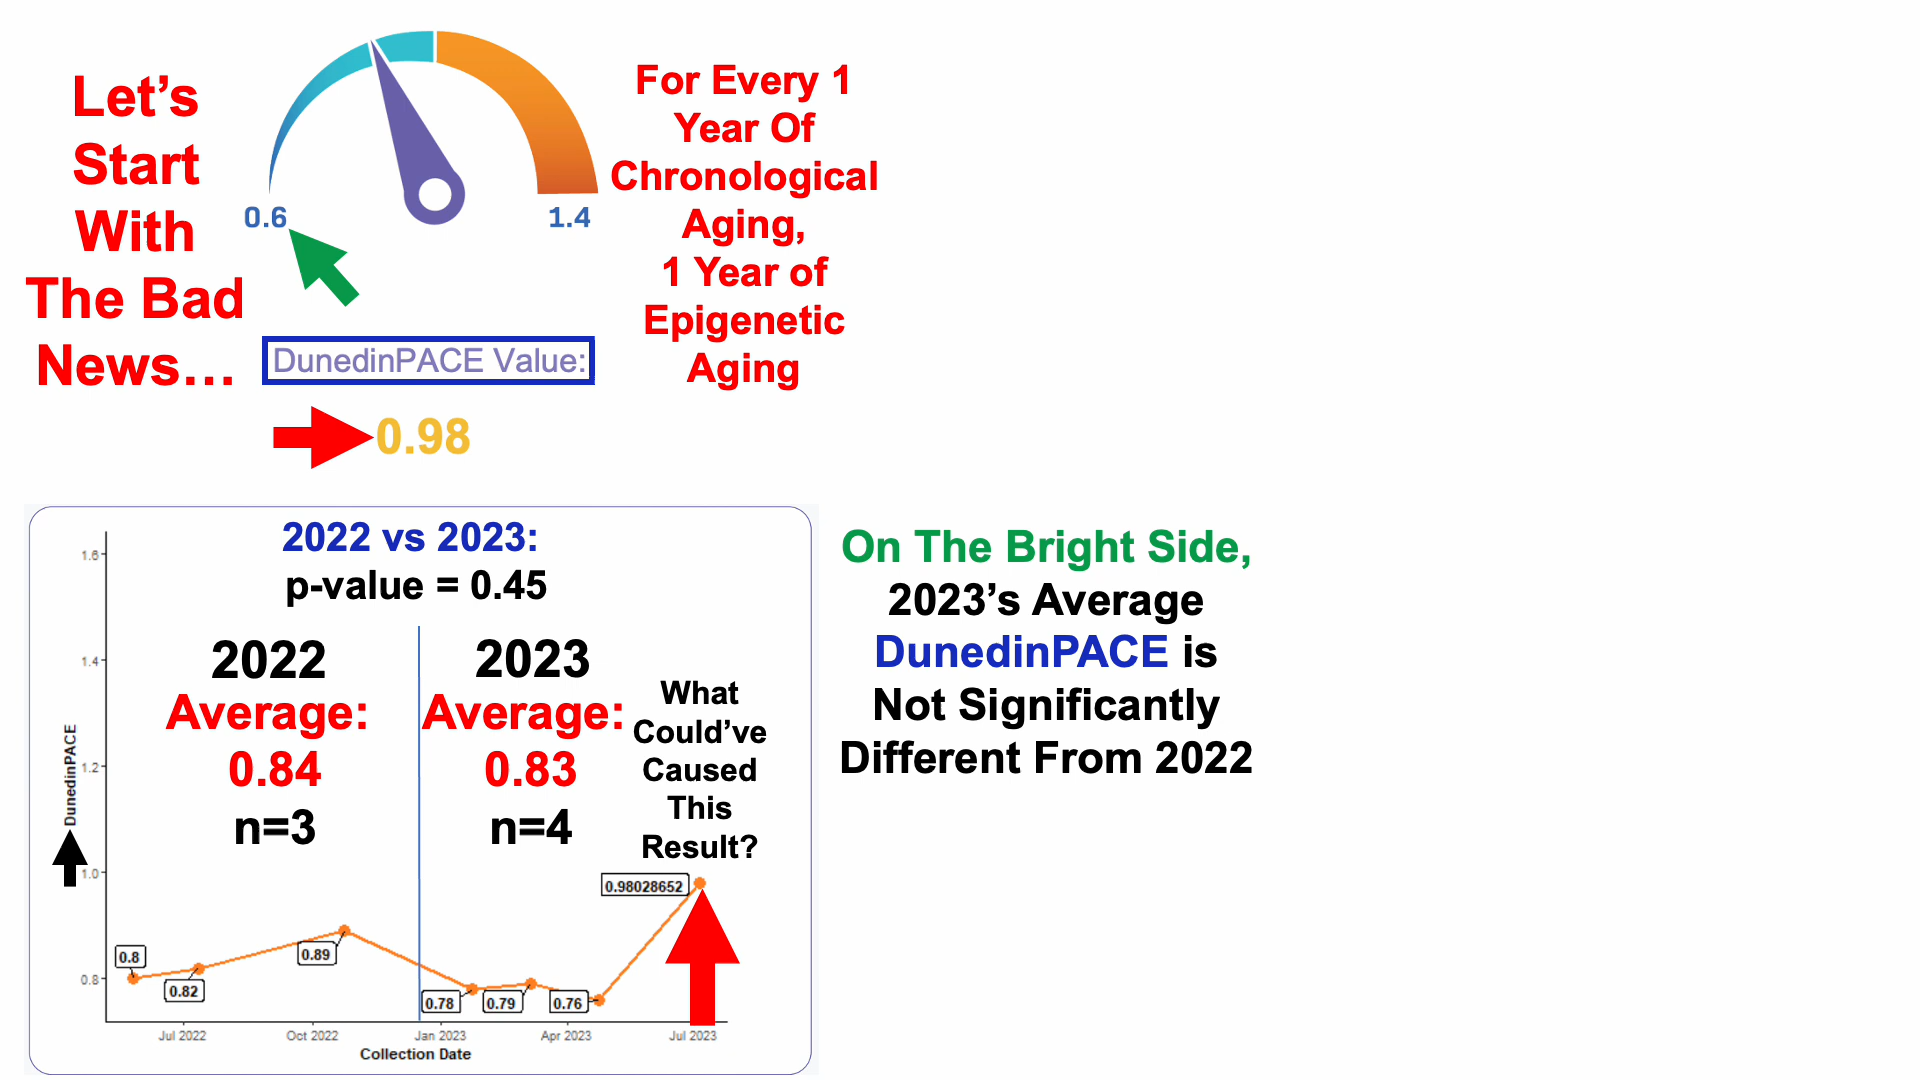 Let’s
Start
With
The Bad
News…
0.6
1.4
For Every 1
Year Of
Chronological
Aging,
1 Year of
Epigenetic
Aging
DunedinPACE Value:
0.98
2022 vs 2023:
p-value = 0.45
2022
Average:
0.84
n=3
2023
Average:
0.83
n=4
What
Could’ve
Caused
This
Result?
DunedinPACE
1.6
1.4
1.2
1.0
0.8
0.8
0.82
0.89
0.78
0.79
0.76
0.98028652
Jul 2022
Oct 2022
Jan 2023
Apr 2023
Jul 2023
Collection Date
On The Bright Side,
2023’s Average
DunedinPACE is
Not Significantly
Different From 2022